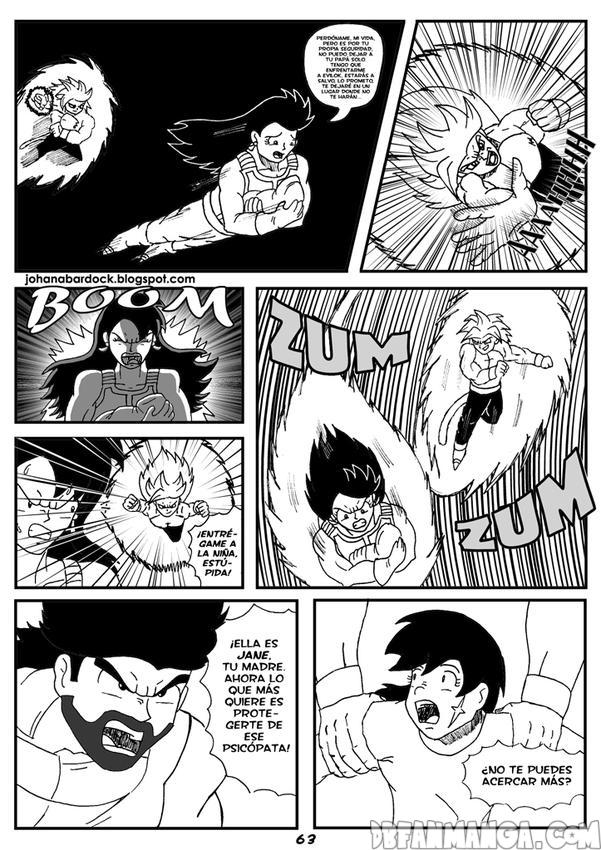 PERDÓNAME, MI VIDA,
PERO ES POR TU
PROPIA SEGURIDAD,
NO PUEDO DEJAR A
TU PAPÁ SOLO.
TENGO QUE
ENFRENTARME
A EVILOK, ESTARÁS A
SALVO, LO PROMETO,
TE DEJARÉ EN UN
LUGAR DONDE NO
TE HARÁN...
AAAAHHHHH
johanabardock.blogspot.com
BOOM
ZUM
ZUM
¡ENTRÉ-
GAME A
LA NIÑA,
ESTÚ-
PIDA!
¡ELLA ES
JANE,
TU MADRE.
AHORA LO
QUE MÁS
QUIERE ES
PROTE-
GERTE DE
ESE
PSICÓPATA!
¿NO TE PUEDES
ACERCAR MÁS?
63
DBFANMANGA.COM